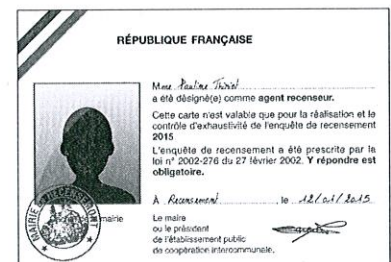 RÉPUBLIQUE FRANÇAISE
Mme Pauline
a été désigné(e) comme agent recenseur.
Cette carte n'est valable que pour la réalisation et le
contrôle d'exhaustivité de l'enquête de recensement
2015
L'enquête de recensement a été prescrite par la
loi n° 2002-276 du 27 février 2002. Y répondre est
obligatoire.
À Recensement, le 12/01/2015
mairie
Le maire
ou le président
de l'établissement public
de coopération intercommunale.
MAIRIE